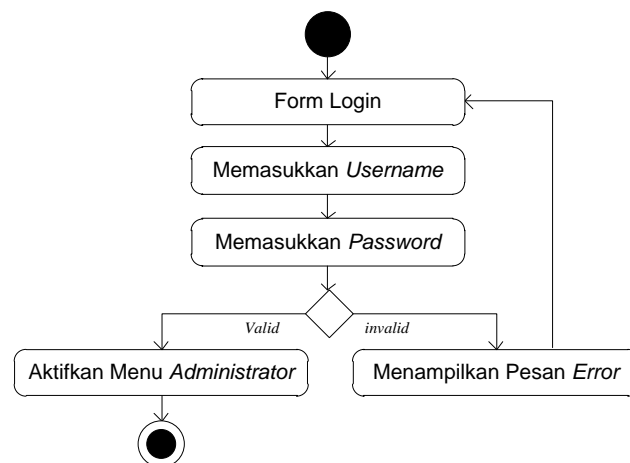 Form Login
Memasukkan Username
Memasukkan Password
Valid
invalid
Aktifkan Menu Administrator
Menampilkan Pesan Error